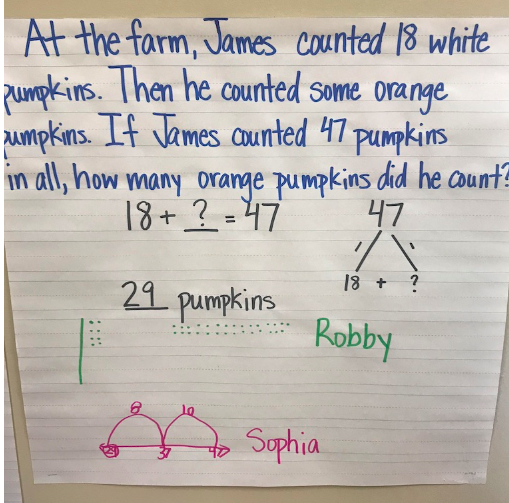 At the farm, James counted 18 white
pumpkins. Then he counted some orange
pumpkins. If James counted 47 pumpkins
in all, how many orange pumpkins did he count?
18 + ? = 47
47
18 + ?
29 pumpkins
Robby
8 10
29 37 47 Sophia